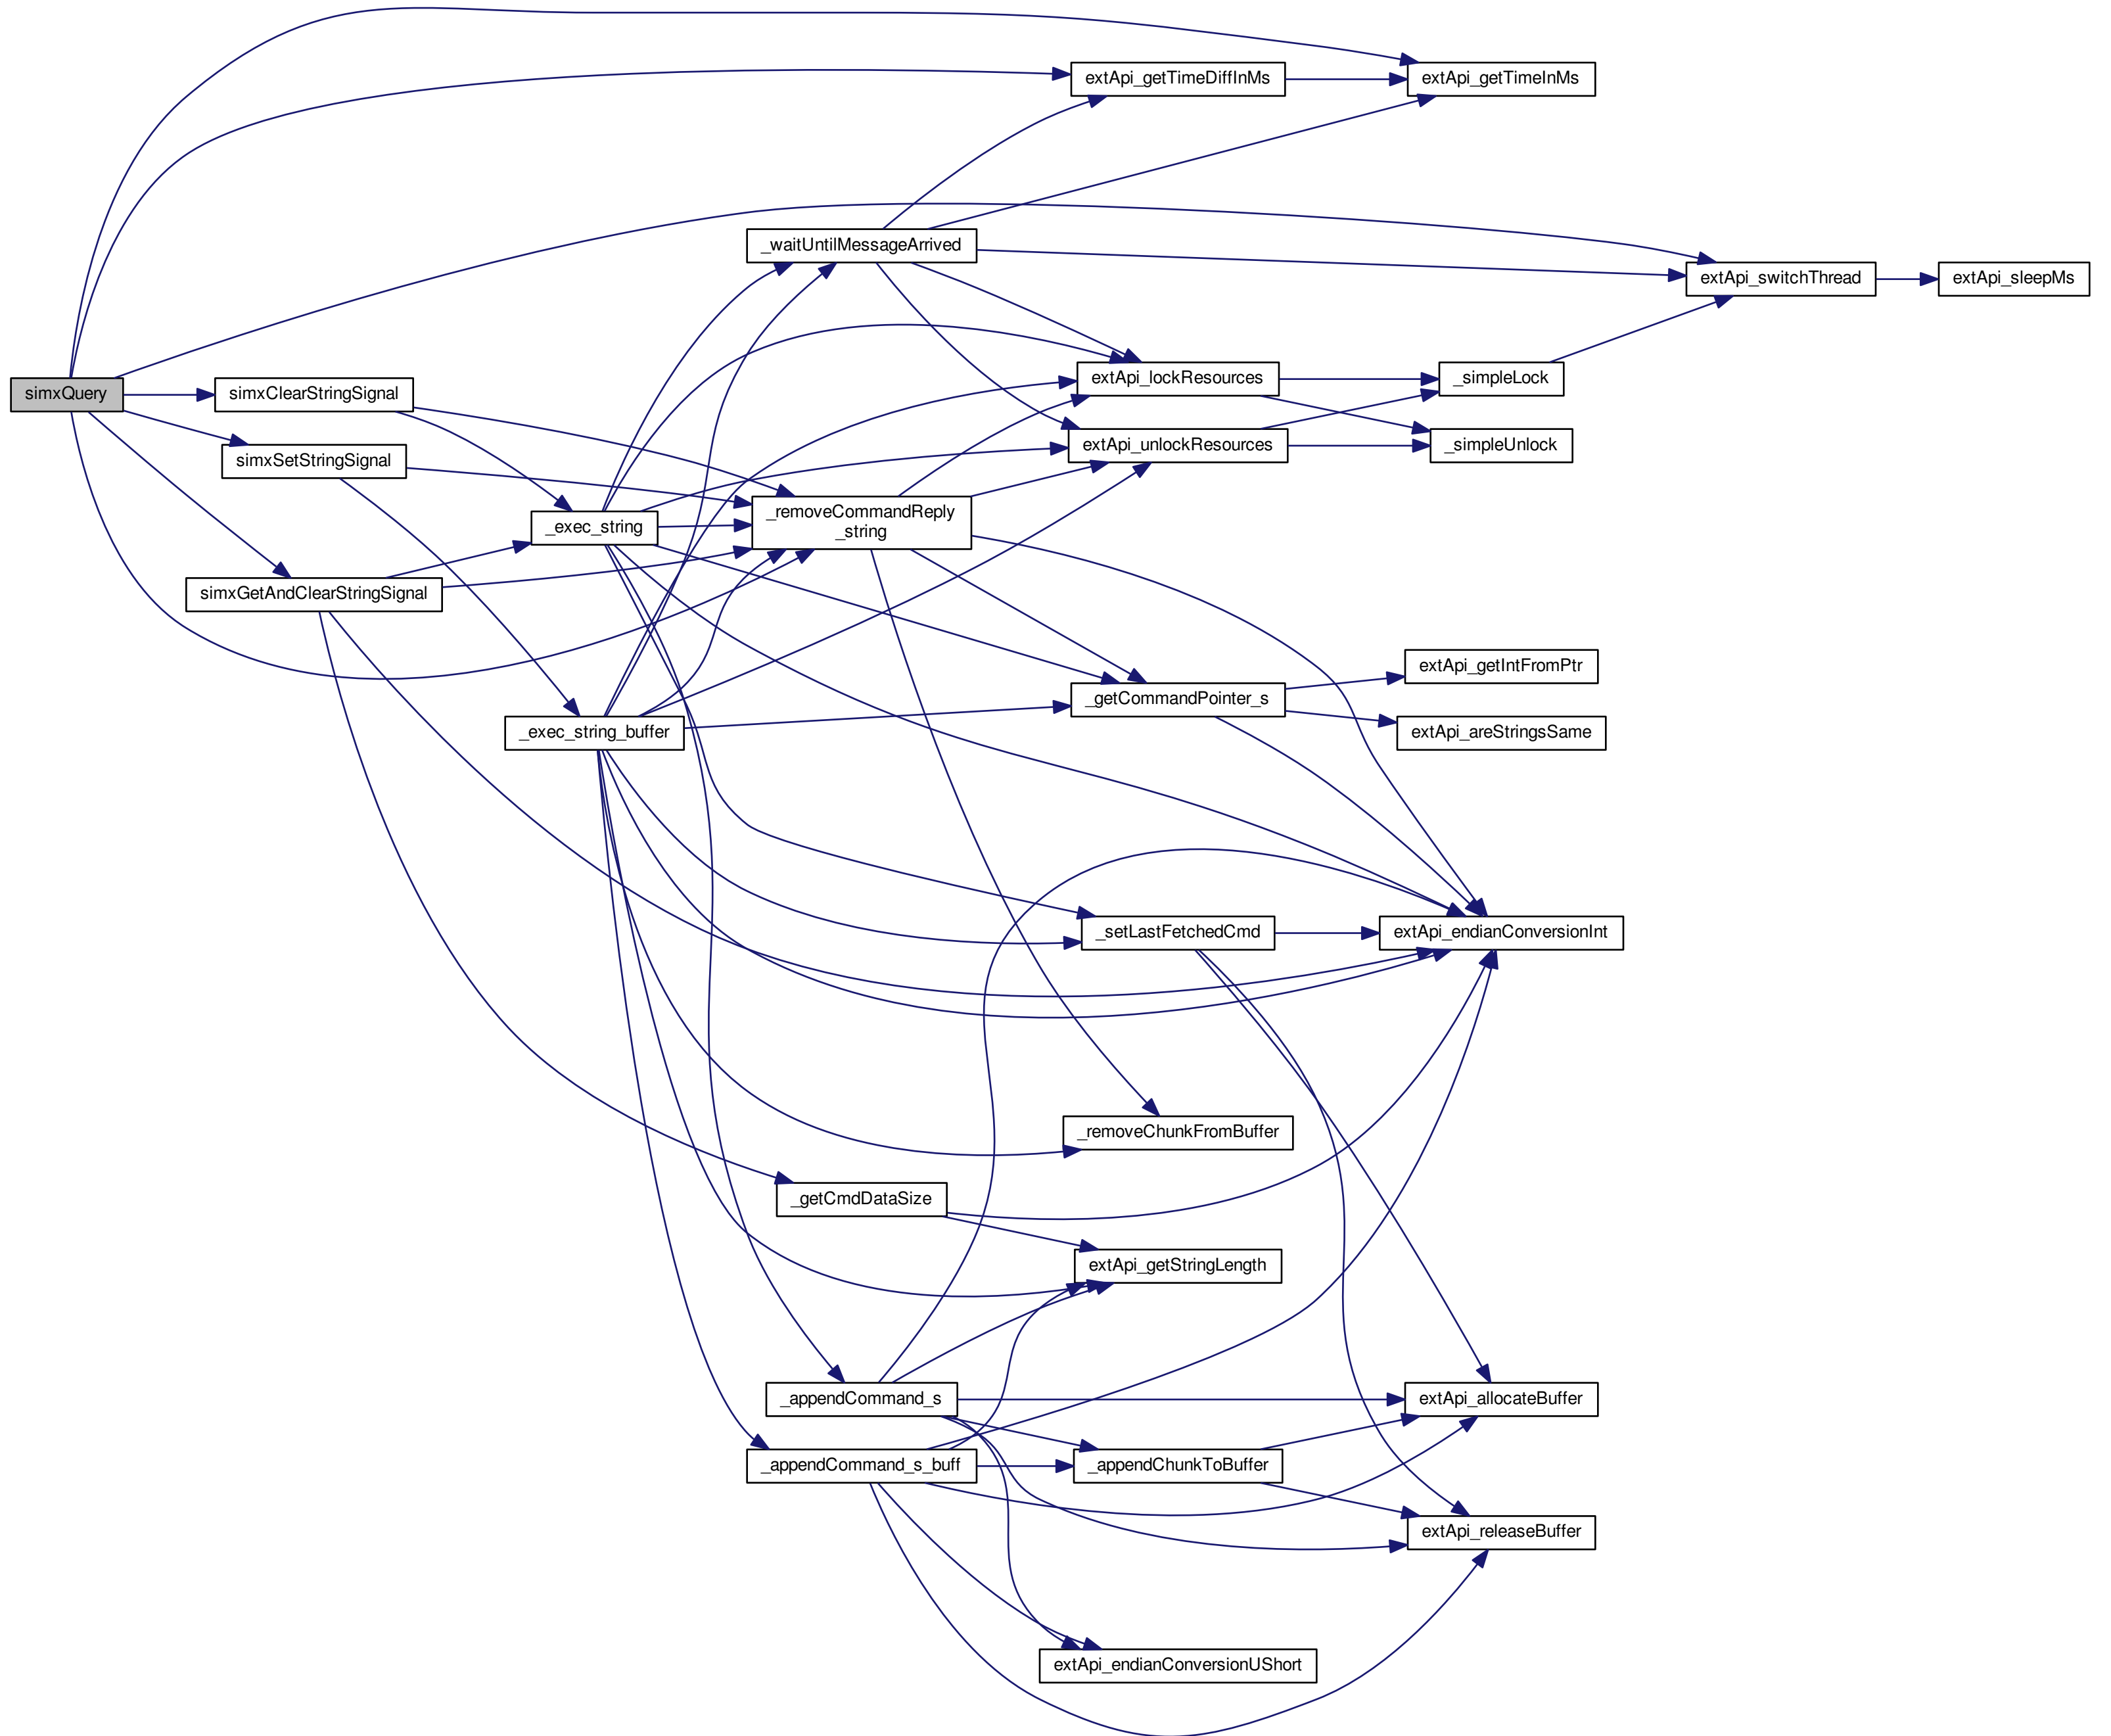 extApi_getTimeDiffInMs
extApi_getTimeInMs
_waitUntilMessageArrived
extApi_switchThread
extApi_sleepMs
simxQuery
simxClearStringSignal
extApi_lockResources
_simpleLock
simxSetStringSignal
extApi_unlockResources
_simpleUnlock
_exec_string
_removeCommandReply
_string
simxGetAndClearStringSignal
extApi_getIntFromPtr
_getCommandPointer_s
_exec_string_buffer
extApi_areStringsSame
_setLastFetchedCmd
extApi_endianConversionInt
_removeChunkFromBuffer
_getCmdDataSize
extApi_getStringLength
_appendCommand_s
extApi_allocateBuffer
_appendCommand_s_buff
_appendChunkToBuffer
extApi_releaseBuffer
extApi_endianConversionUShort